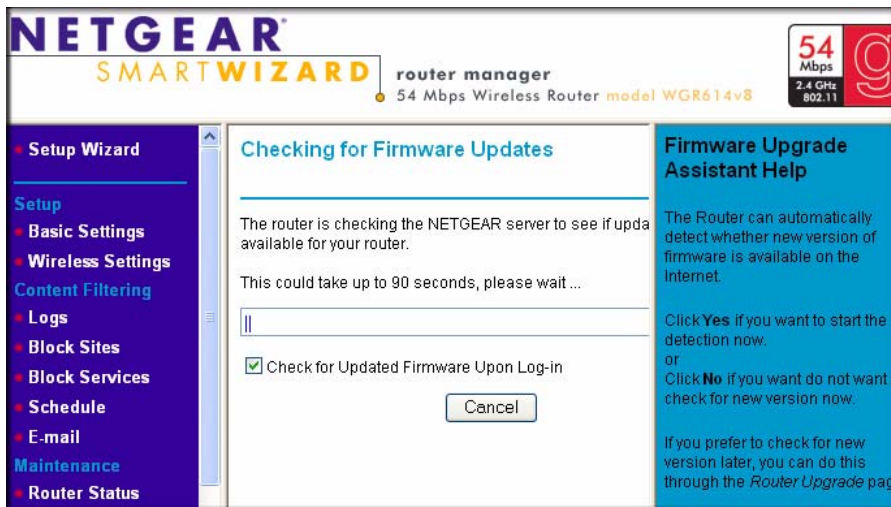 NETGEAR
SMARTWIZARD
router manager
54 Mbps Wireless Router model WGR614v8
54
Mbps
2.4 GHz
802.11
g
Setup Wizard
Setup
Basic Settings
Wireless Settings
Content Filtering
Logs
Block Sites
Block Services
Schedule
E-mail
Maintenance
Router Status
Checking for Firmware Updates
The router is checking the NETGEAR server to see if upda
available for your router.
This could take up to 90 seconds, please wait ...
Check for Updated Firmware Upon Log-in
Cancel
Firmware Upgrade
Assistant Help
The Router can automatically
detect whether new version of
firmware is available on the
Internet.
Click Yes if you want to start the
detection now.
or
Click No if you want do not want
check for new version now.
If you prefer to check for new
version later, you can do this
through the Router Upgrade pag